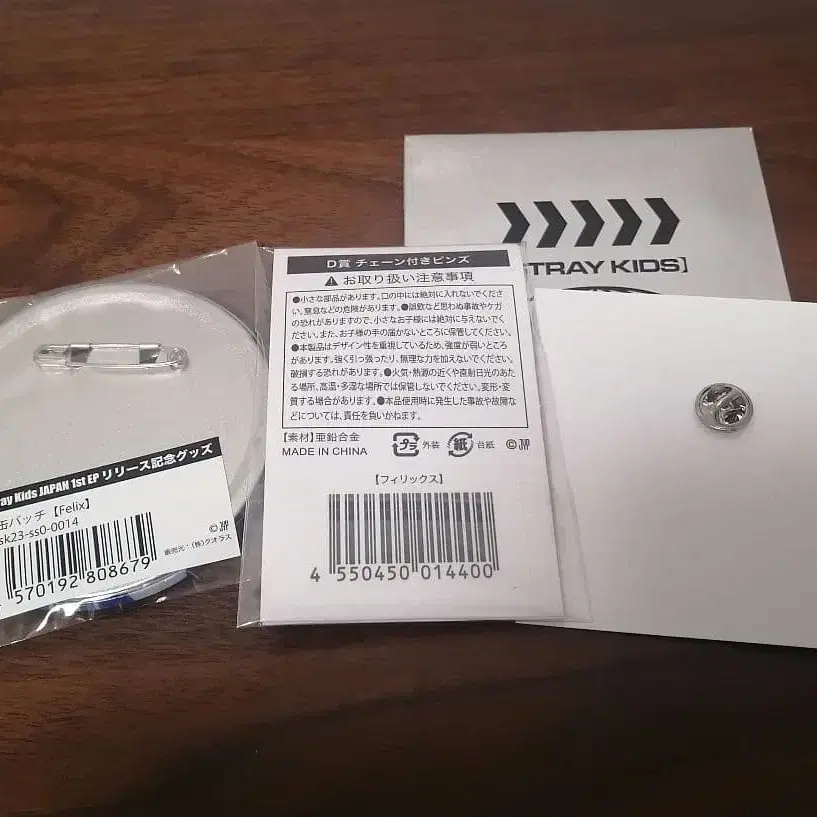 STRAY KIDS]
D賞 チェーン付きピンズ
お取り扱い注意事項
●小さな部品があります。口の中には絶対に入れないでくださ
い。窒息などの危険があります。●誤飲など思わぬ事故やケガ
の恐れがありますので、小さなお子様には絶対に与えないでくだ
さい。また、お子様の手の届かないところに保管してください。
●本製品はデザイン性を重視しているため、強度が弱いところ
があります。強く引っ張ったり、無理な力を加えないでください。
破損する恐れがあります。●火気・熱源の近くや直射日光のあた
る場所、高温・多湿な場所では保管しないでください。変形・変
質する場合があります。●本品使用時に発生した事故や故障な
どについては、責任を負いかねます。
【素材】亜鉛合金
MADE IN CHINA
プラ 外装 紙 台紙 ©JYP
【フィリックス】
4 550450 014400
ay Kids JAPAN 1st EP リリース記念グッズ
缶バッチ【Felix】
sk23-ss0-0014
©JYP
販売元:(株)クオラス
570192 808679